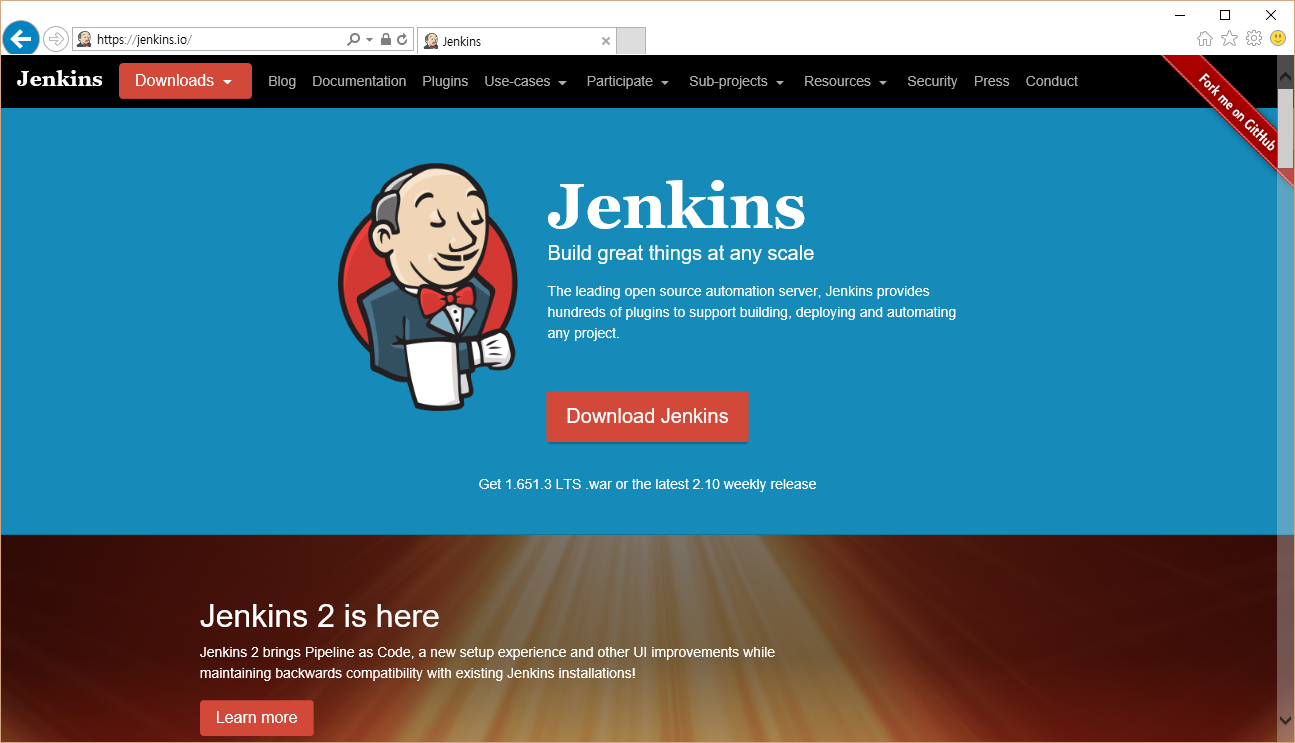 https://jenkins.io/
Jenkins
Jenkins
Downloads
Blog
Documentation
Plugins
Use-cases
Participate
Sub-projects
Resources
Security
Press
Conduct
Fork me on GitHub
Jenkins
Build great things at any scale
The leading open source automation server, Jenkins provides
hundreds of plugins to support building, deploying and automating
any project.
Download Jenkins
Get 1.651.3 LTS .war or the latest 2.10 weekly release
Jenkins 2 is here
Jenkins 2 brings Pipeline as Code, a new setup experience and other UI improvements while
maintaining backwards compatibility with existing Jenkins installations!
Learn more